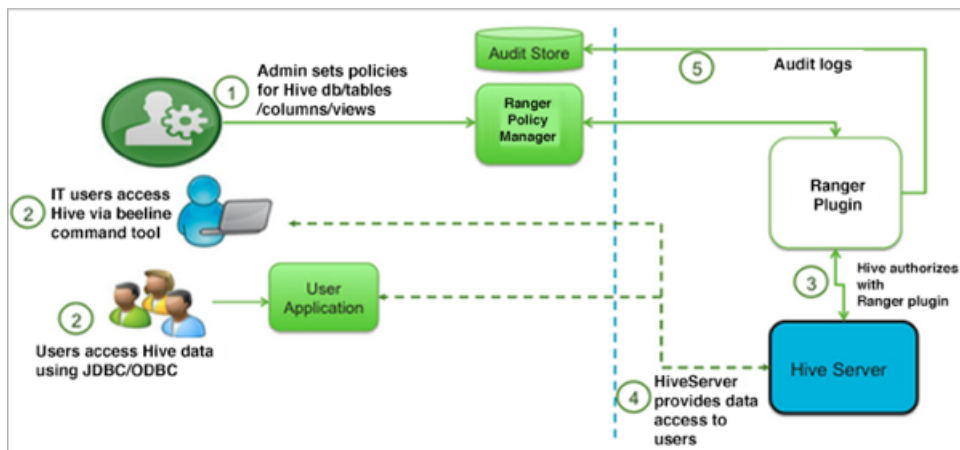 Audit Store
5
Audit logs
1
Admin sets policies
for Hive db/tables
/columns/views
Ranger
Policy
Manager
Ranger
Plugin
2
IT users access
Hive via beeline
command tool
3
Hive authorizes
with
Ranger plugin
User
Application
2
Users access Hive data
using JDBC/ODBC
4
HiveServer
provides data
access to
users
Hive Server